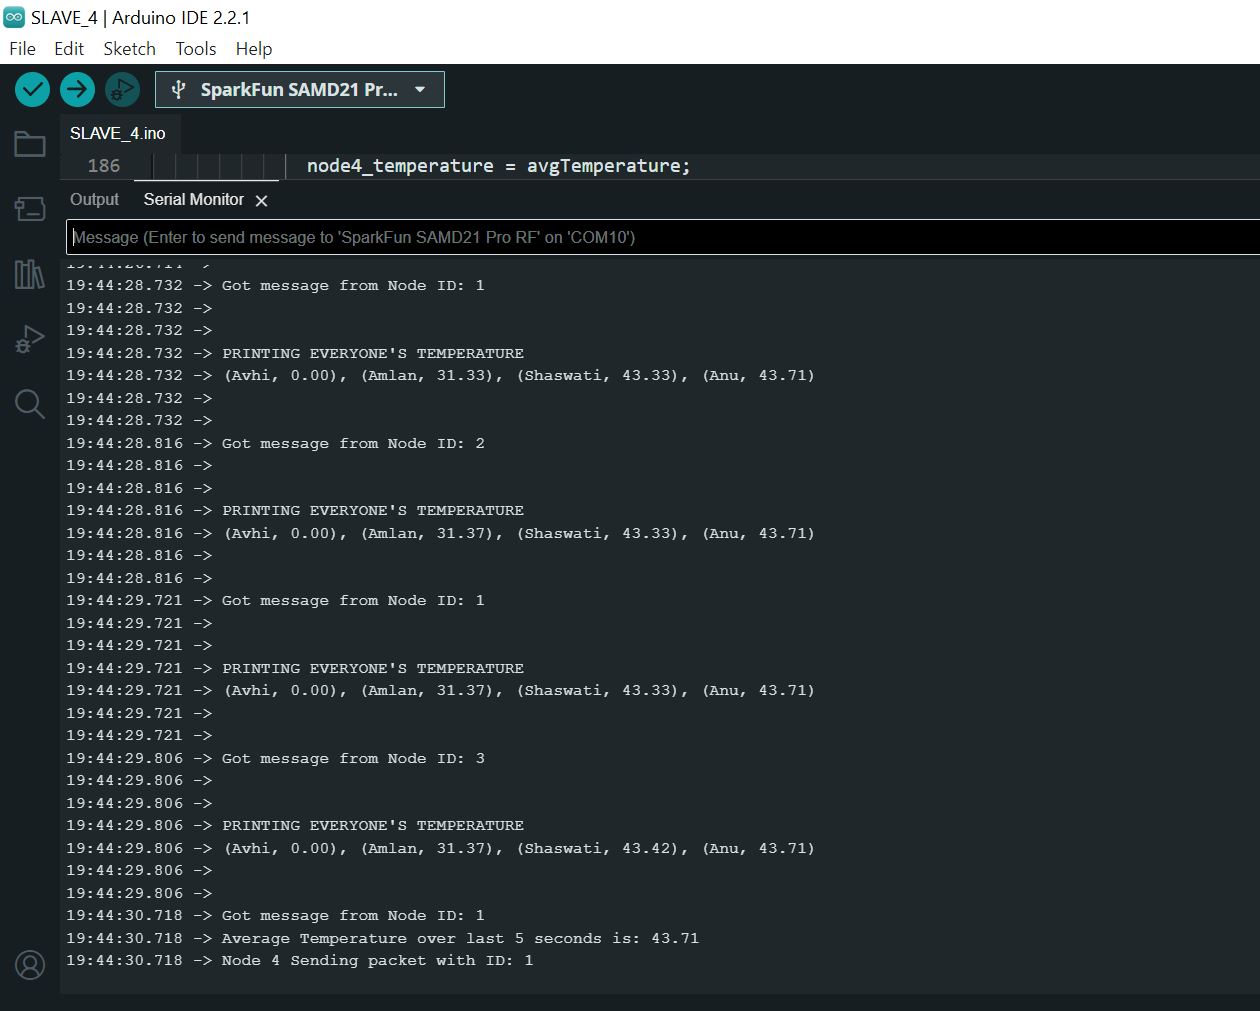 SLAVE_4 | Arduino IDE 2.2.1
File Edit Sketch Tools Help
SparkFun SAMD21 Pr...
SLAVE_4.ino
186 node4_temperature = avgTemperature;
Output Serial Monitor
Message (Enter to send message to 'SparkFun SAMD21 Pro RF' on 'COM10')
19:44:28.732 -> Got message from Node ID: 1
19:44:28.732 ->
19:44:28.732 ->
19:44:28.732 -> PRINTING EVERYONE'S TEMPERATURE
19:44:28.732 -> (Avhi, 0.00), (Amlan, 31.33), (Shaswati, 43.33), (Anu, 43.71)
19:44:28.732 ->
19:44:28.732 ->
19:44:28.816 -> Got message from Node ID: 2
19:44:28.816 ->
19:44:28.816 ->
19:44:28.816 -> PRINTING EVERYONE'S TEMPERATURE
19:44:28.816 -> (Avhi, 0.00), (Amlan, 31.37), (Shaswati, 43.33), (Anu, 43.71)
19:44:28.816 ->
19:44:28.816 ->
19:44:29.721 -> Got message from Node ID: 1
19:44:29.721 ->
19:44:29.721 ->
19:44:29.721 -> PRINTING EVERYONE'S TEMPERATURE
19:44:29.721 -> (Avhi, 0.00), (Amlan, 31.37), (Shaswati, 43.33), (Anu, 43.71)
19:44:29.721 ->
19:44:29.721 ->
19:44:29.806 -> Got message from Node ID: 3
19:44:29.806 ->
19:44:29.806 ->
19:44:29.806 -> PRINTING EVERYONE'S TEMPERATURE
19:44:29.806 -> (Avhi, 0.00), (Amlan, 31.37), (Shaswati, 43.42), (Anu, 43.71)
19:44:29.806 ->
19:44:29.806 ->
19:44:30.718 -> Got message from Node ID: 1
19:44:30.718 -> Average Temperature over last 5 seconds is: 43.71
19:44:30.718 -> Node 4 Sending packet with ID: 1